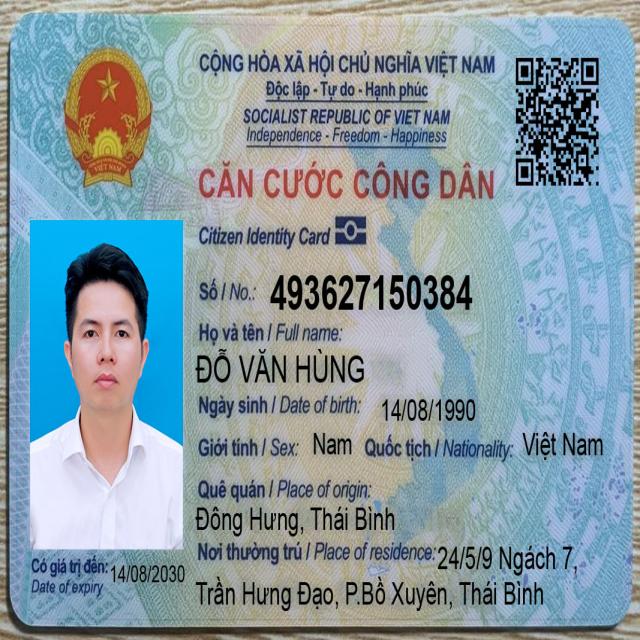 CỘNG HÒA XÃ HỘI CHỦ NGHĨA VIỆT NAM
Độc lập - Tự do - Hạnh phúc
SOCIALIST REPUBLIC OF VIET NAM
Independence - Freedom - Happiness
CĂN CƯỚC CÔNG DÂN
Citizen Identity Card
VIỆT NAM
Số / No.: 493627150384
Họ và tên / Full name:
ĐỖ VĂN HÙNG
Ngày sinh / Date of birth: 14/08/1990
Giới tính / Sex: Nam Quốc tịch / Nationality: Việt Nam
Quê quán / Place of origin:
Đông Hưng, Thái Bình
Nơi thường trú / Place of residence: 24/5/9 Ngách 7,
Trần Hưng Đạo, P.Bồ Xuyên, Thái Bình
Có giá trị đến: 14/08/2030
Date of expiry